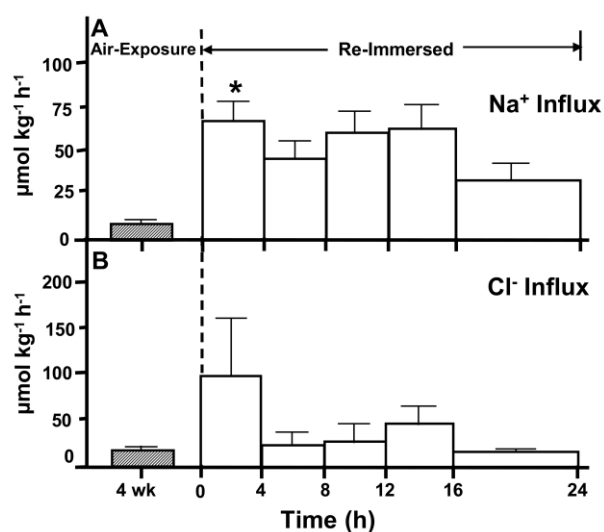 A
Air-Exposure
Re-Immersed
100
75
50
25
0
µmol kg-1 h-1
*
Na+ Influx
B
200
150
100
50
0
µmol kg-1 h-1
Cl- Influx
4 wk 0 4 8 12 16 24
Time (h)